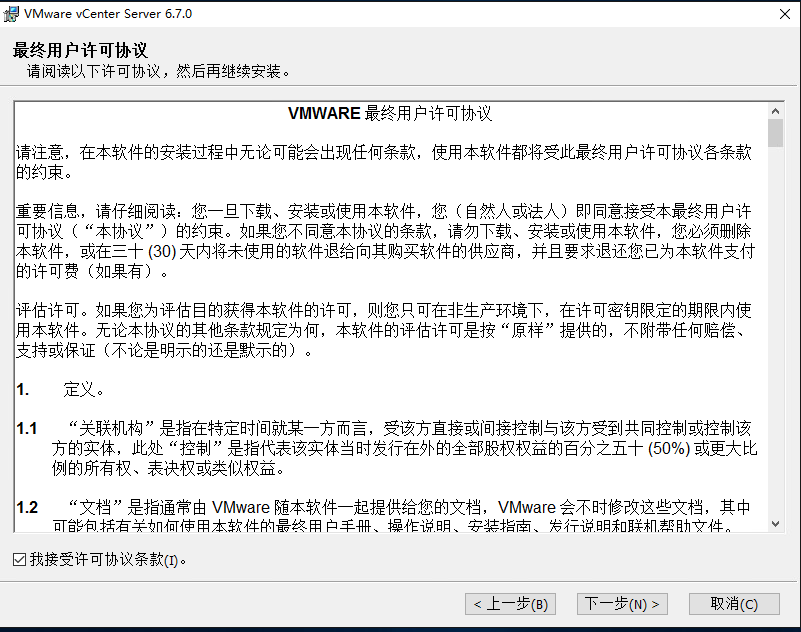 VMware vCenter Server 6.7.0
最终用户许可协议
请阅读以下许可协议，然后再继续安装。
VMWARE 最终用户许可协议
请注意，在本软件的安装过程中无论可能会出现任何条款，使用本软件都将受此最终用户许可协议各条款
的约束。
重要信息，请仔细阅读：您一旦下载、安装或使用本软件，您（自然人或法人）即同意接受本最终用户许
可协议（“本协议”）的约束。如果您不同意本协议的条款，请勿下载、安装或使用本软件，您必须删除
本软件，或在三十 (30) 天内将未使用的软件退给向其购买软件的供应商，并且要求退还您已为本软件支付
的许可费（如果有）。
评估许可。如果您为评估目的获得本软件的许可，则您只可在非生产环境下，在许可密钥限定的期限内使
用本软件。无论本协议的其他条款规定为何，本软件的评估许可是按“原样”提供的，不附带任何赔偿、
支持或保证（不论是明示的还是默示的）。
1. 定义。
1.1 “关联机构”是指在特定时间就某一方而言，受该方直接或间接控制与该方受到共同控制或控制该
方的实体，此处“控制”是指代表该实体当时发行在外的全部股权权益的百分之五十 (50%) 或更大比
例的所有权、表决权或类似权益。
1.2 “文档”是指通常由 VMware 随本软件一起提供给您的文档，VMware 会不时修改这些文档，其中
可能包括有关如何使用本软件的最终用户手册、操作说明、安装指南、发行说明和联机帮助文件。
我接受许可协议条款(I)。
< 上一步(B)
下一步(N) >
取消(C)